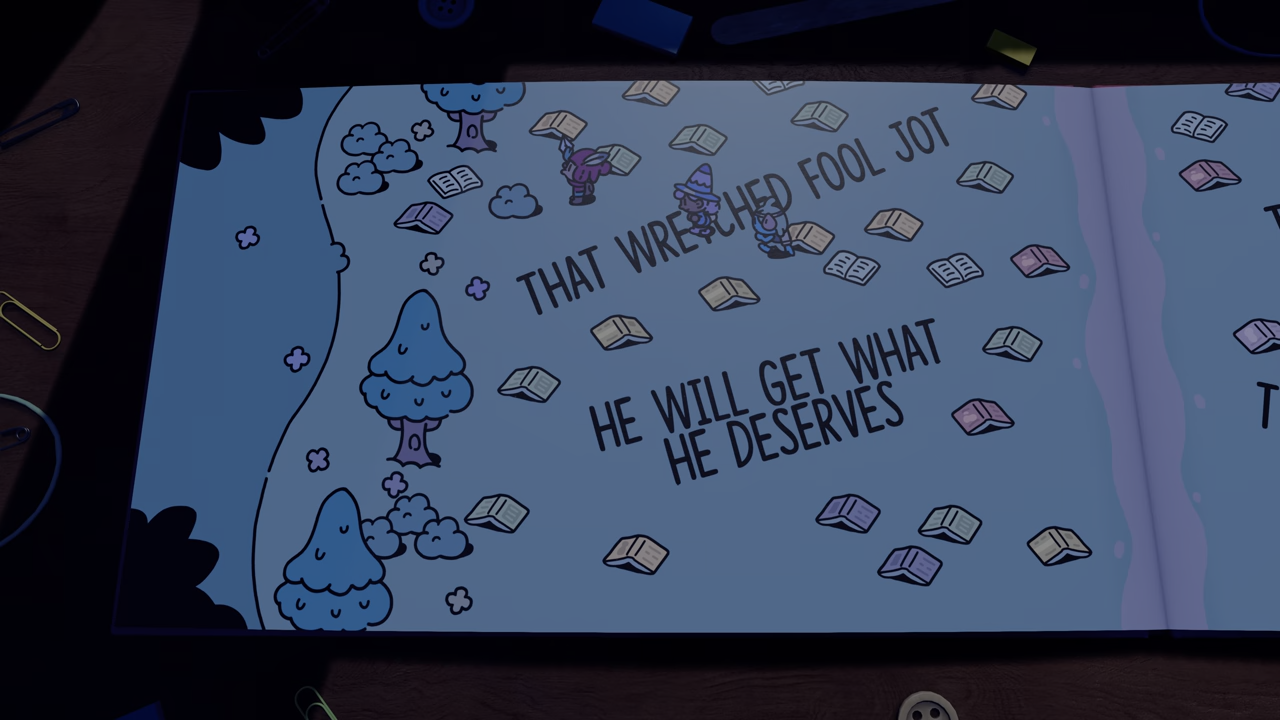 THAT WRETCHED FOOL JOT
HE WILL GET WHAT
HE DESERVES